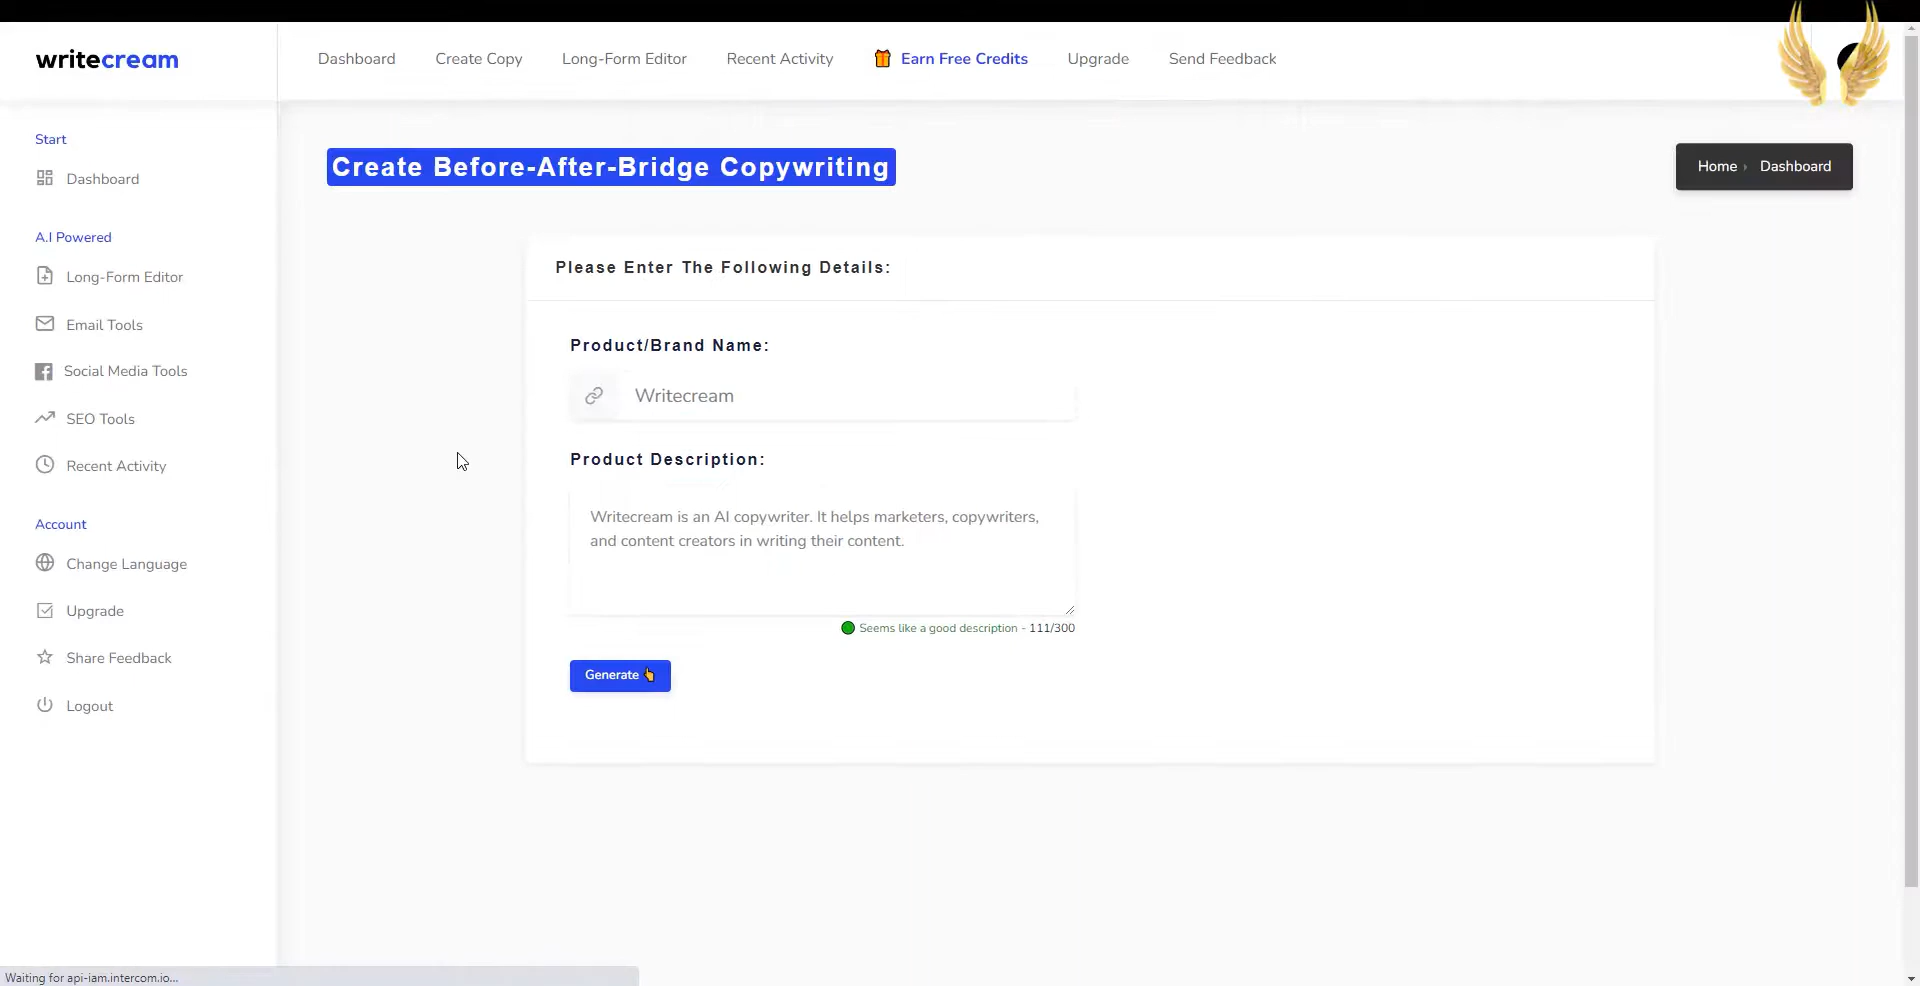 writecream
Dashboard
Create Copy
Long-Form Editor
Recent Activity
Earn Free Credits
Upgrade
Send Feedback
Start
Dashboard
A.I Powered
Long-Form Editor
Email Tools
Social Media Tools
SEO Tools
Recent Activity
Account
Change Language
Upgrade
Share Feedback
Logout
Create Before-After-Bridge Copywriting
Home › Dashboard
Please Enter The Following Details:
Product/Brand Name:
Writecream
Product Description:
Writecream is an AI copywriter. It helps marketers, copywriters,
and content creators in writing their content.
Seems like a good description - 111/300
Generate
Waiting for api-iam.intercom.io...